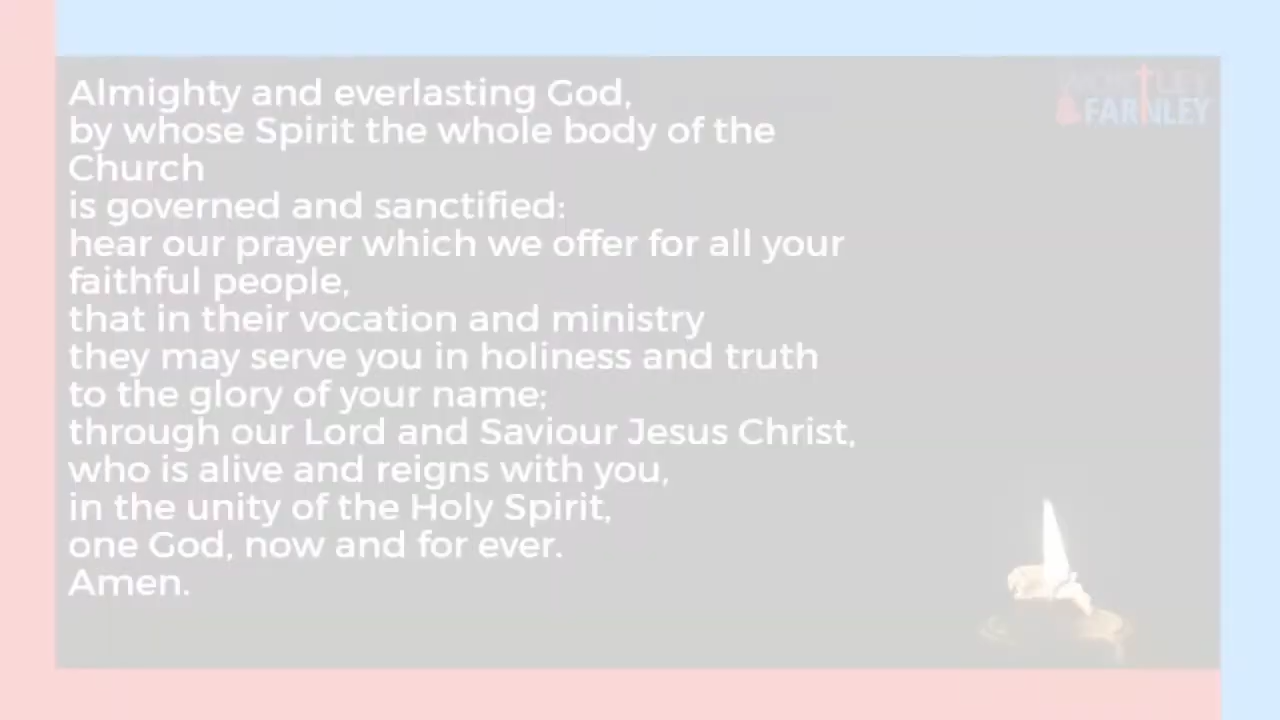 Almighty and everlasting God,
by whose Spirit the whole body of the
Church
is governed and sanctified:
hear our prayer which we offer for all your
faithful people,
that in their vocation and ministry
they may serve you in holiness and truth
to the glory of your name;
through our Lord and Saviour Jesus Christ,
who is alive and reigns with you,
in the unity of the Holy Spirit,
one God, now and for ever.
Amen.
WORTLEY
& FARNLEY